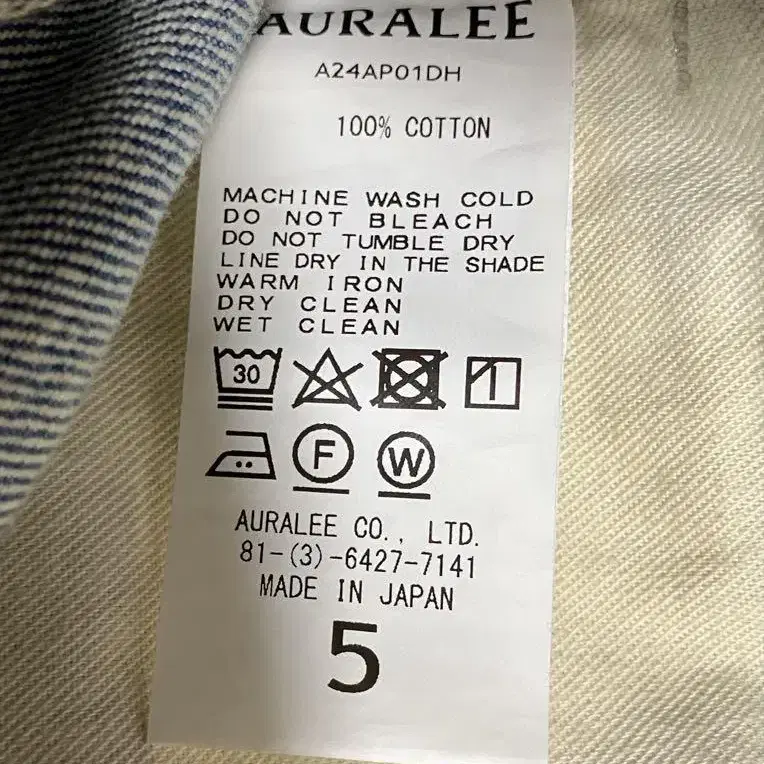 AURALEE
A24AP01DH
100% COTTON
MACHINE WASH COLD
DO NOT BLEACH
DO NOT TUMBLE DRY
LINE DRY IN THE SHADE
WARM IRON
DRY CLEAN
WET CLEAN
30
F W
AURALEE CO., LTD.
81-(3)-6427-7141
MADE IN JAPAN
5